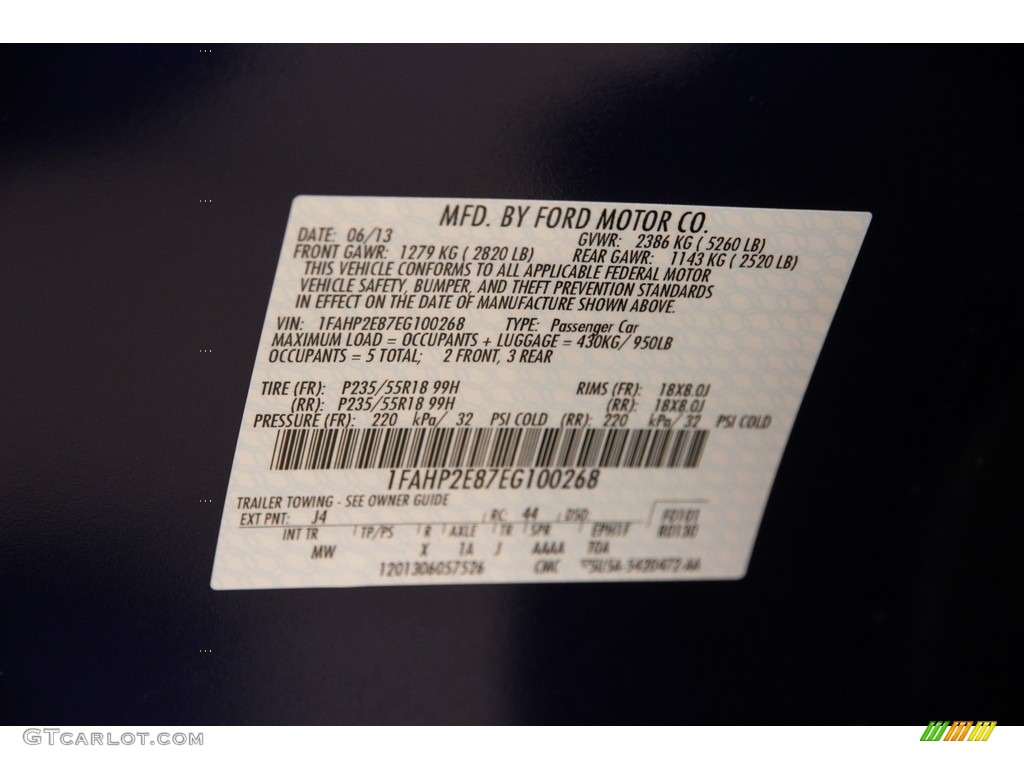 MFD. BY FORD MOTOR CO.
DATE: 06/13 GVWR: 2386 KG ( 5260 LB)
FRONT GAWR: 1279 KG ( 2820 LB) REAR GAWR: 1143 KG ( 2520 LB)
THIS VEHICLE CONFORMS TO ALL APPLICABLE FEDERAL MOTOR
VEHICLE SAFETY, BUMPER, AND THEFT PREVENTION STANDARDS
IN EFFECT ON THE DATE OF MANUFACTURE SHOWN ABOVE.
VIN: 1FAHP2E87EG100268 TYPE: Passenger Car
MAXIMUM LOAD = OCCUPANTS + LUGGAGE = 430KG/ 950LB
OCCUPANTS = 5 TOTAL; 2 FRONT, 3 REAR
TIRE (FR): P235/55R18 99H RIMS (FR): 18X8.0J
(RR): P235/55R18 99H (RR): 18X8.0J
PRESSURE (FR): 220 kPa/ 32 PSI COLD (RR): 220 kPa/ 32 PSI COLD
1FAHP2E87EG100268
TRAILER TOWING - SEE OWNER GUIDE
EXT PNT: J4 RC: 44 DSO:
INT TR TP/PS R AXLE TR SPR
MW X 1A J AAAA
1201306057526
GTCARLOT.COM